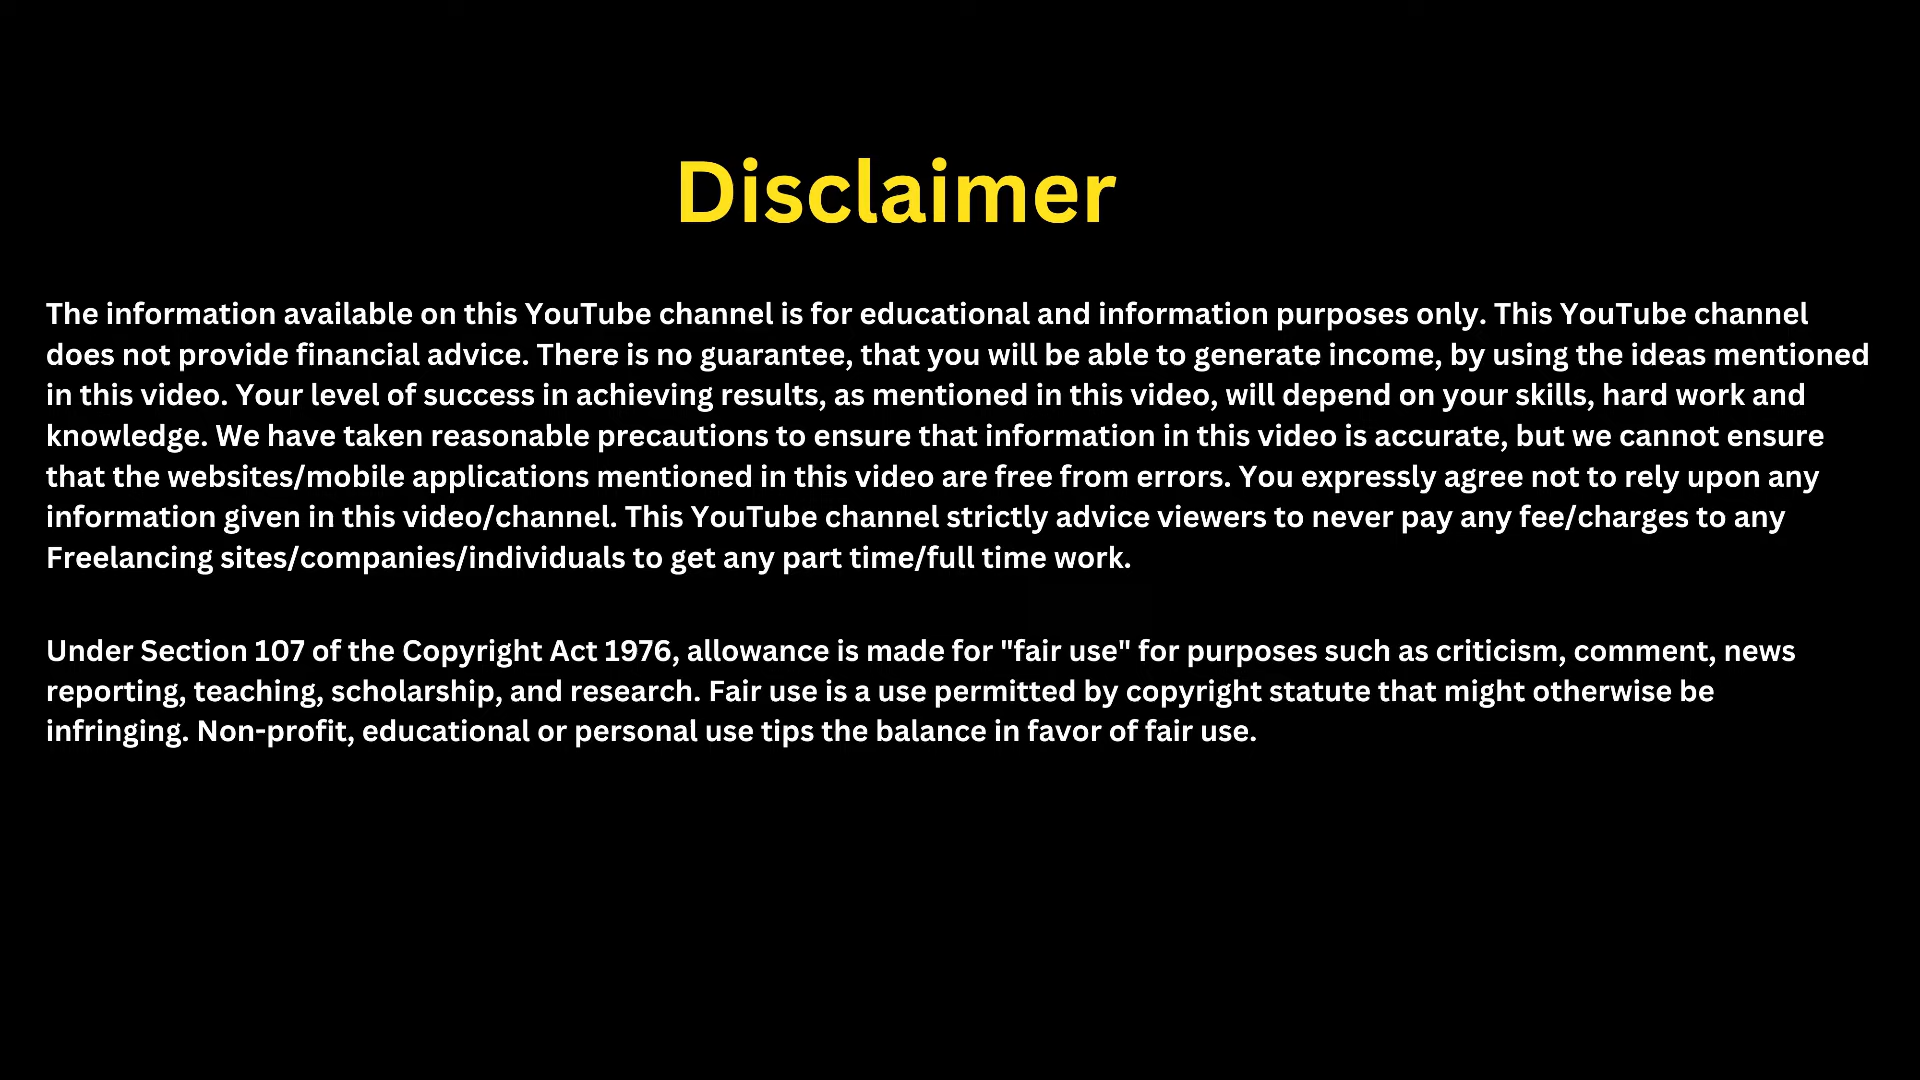 Disclaimer
The information available on this YouTube channel is for educational and information purposes only. This YouTube channel
does not provide financial advice. There is no guarantee, that you will be able to generate income, by using the ideas mentioned
in this video. Your level of success in achieving results, as mentioned in this video, will depend on your skills, hard work and
knowledge. We have taken reasonable precautions to ensure that information in this video is accurate, but we cannot ensure
that the websites/mobile applications mentioned in this video are free from errors. You expressly agree not to rely upon any
information given in this video/channel. This YouTube channel strictly advice viewers to never pay any fee/charges to any
Freelancing sites/companies/individuals to get any part time/full time work.
Under Section 107 of the Copyright Act 1976, allowance is made for "fair use" for purposes such as criticism, comment, news
reporting, teaching, scholarship, and research. Fair use is a use permitted by copyright statute that might otherwise be
infringing. Non-profit, educational or personal use tips the balance in favor of fair use.